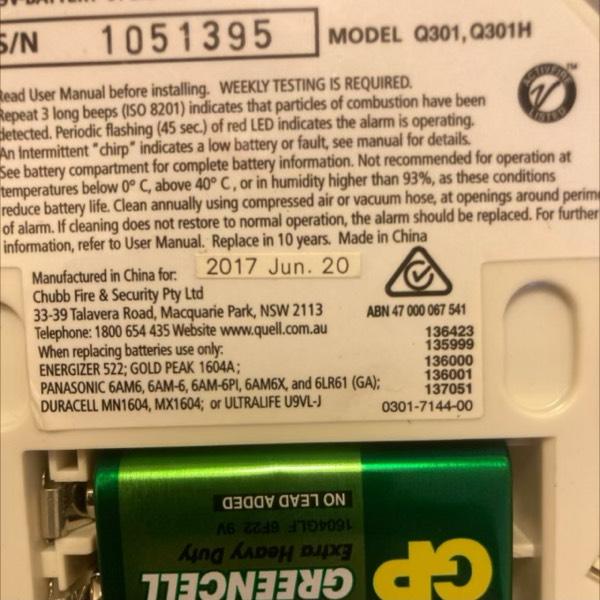 S/N 1051395 MODEL Q301, Q301H
Read User Manual before installing. WEEKLY TESTING IS REQUIRED.
Repeat 3 long beeps (ISO 8201) indicates that particles of combustion have been
detected. Periodic flashing (45 sec.) of red LED indicates the alarm is operating.
An Intermittent "chirp" indicates a low battery or fault, see manual for details.
See battery compartment for complete battery information. Not recommended for operation at
temperatures below 0° C, above 40° C, or in humidity higher than 93%, as these conditions
reduce battery life. Clean annually using compressed air or vacuum hose, at openings around perime
of alarm. If cleaning does not restore to normal operation, the alarm should be replaced. For further
information, refer to User Manual. Replace in 10 years. Made in China
ACTIVFIRE
LISTED
Manufactured in China for: 2017 Jun. 20
Chubb Fire & Security Pty Ltd
33-39 Talavera Road, Macquarie Park, NSW 2113
Telephone: 1800 654 435 Website www.quell.com.au
When replacing batteries use only:
ENERGIZER 522; GOLD PEAK 1604A;
PANASONIC 6AM6, 6AM-6, 6AM-6PI, 6AM6X, and 6LR61 (GA);
DURACELL MN1604, MX1604; or ULTRALIFE U9VL-J
ABN 47 000 067 541
136423
135999
136000
136001
137051
0301-7144-00
GP
GREENCELL
Extra Heavy Duty
1604GLF 6F22 9V
NO LEAD ADDED